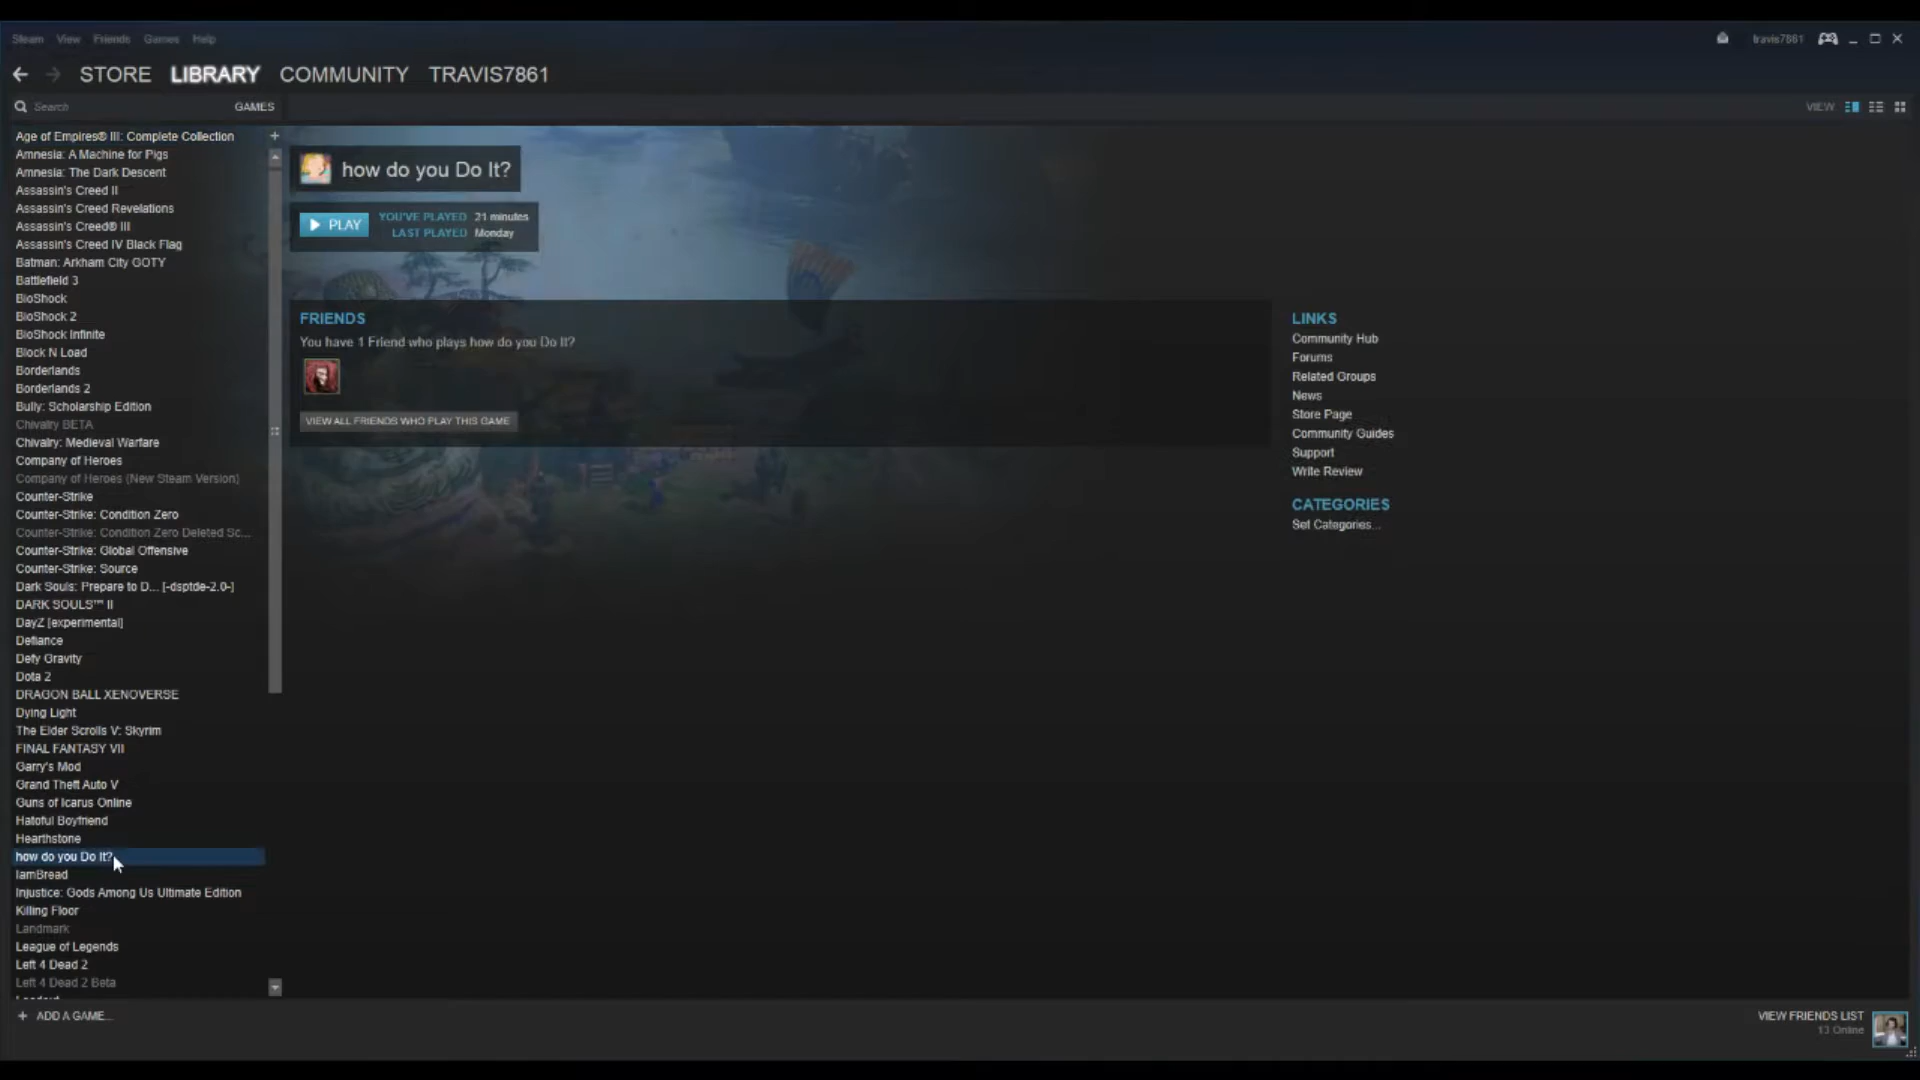 Steam View Friends Games Help
travis7861
STORE LIBRARY COMMUNITY TRAVIS7861
Search GAMES VIEW
Age of Empires® III: Complete Collection
Amnesia: A Machine for Pigs
Amnesia: The Dark Descent
Assassin's Creed II
Assassin's Creed Revelations
Assassin's Creed® III
Assassin's Creed IV Black Flag
Batman: Arkham City GOTY
Battlefield 3
BioShock
BioShock 2
BioShock Infinite
Block N Load
Borderlands
Borderlands 2
Bully: Scholarship Edition
Chivalry BETA
Chivalry: Medieval Warfare
Company of Heroes
Company of Heroes (New Steam Version)
Counter-Strike
Counter-Strike: Condition Zero
Counter-Strike: Condition Zero Deleted Sc...
Counter-Strike: Global Offensive
Counter-Strike: Source
Dark Souls: Prepare to D... [-dsptde-2.0-]
DARK SOULS™ II
DayZ [experimental]
Defiance
Defy Gravity
Dota 2
DRAGON BALL XENOVERSE
Dying Light
The Elder Scrolls V: Skyrim
FINAL FANTASY VII
Garry's Mod
Grand Theft Auto V
Guns of Icarus Online
Hatoful Boyfriend
Hearthstone
how do you Do It?
IamBread
Injustice: Gods Among Us Ultimate Edition
Killing Floor
Landmark
League of Legends
Left 4 Dead 2
Left 4 Dead 2 Beta
how do you Do It?
PLAY
YOU'VE PLAYED 21 minutes
LAST PLAYED Monday
FRIENDS
You have 1 Friend who plays how do you Do It?
VIEW ALL FRIENDS WHO PLAY THIS GAME
LINKS
Community Hub
Forums
Related Groups
News
Store Page
Community Guides
Support
Write Review
CATEGORIES
Set Categories...
+ ADD A GAME...
VIEW FRIENDS LIST
13 Online